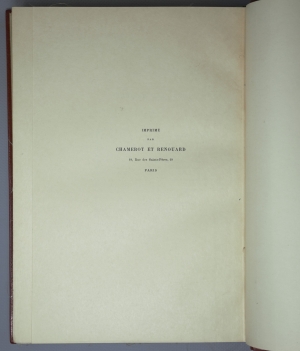 IMPRIMÉ
PAR
CHAMEROT ET RENOUARD
19, Rue des Saints-Pères, 19
PARIS